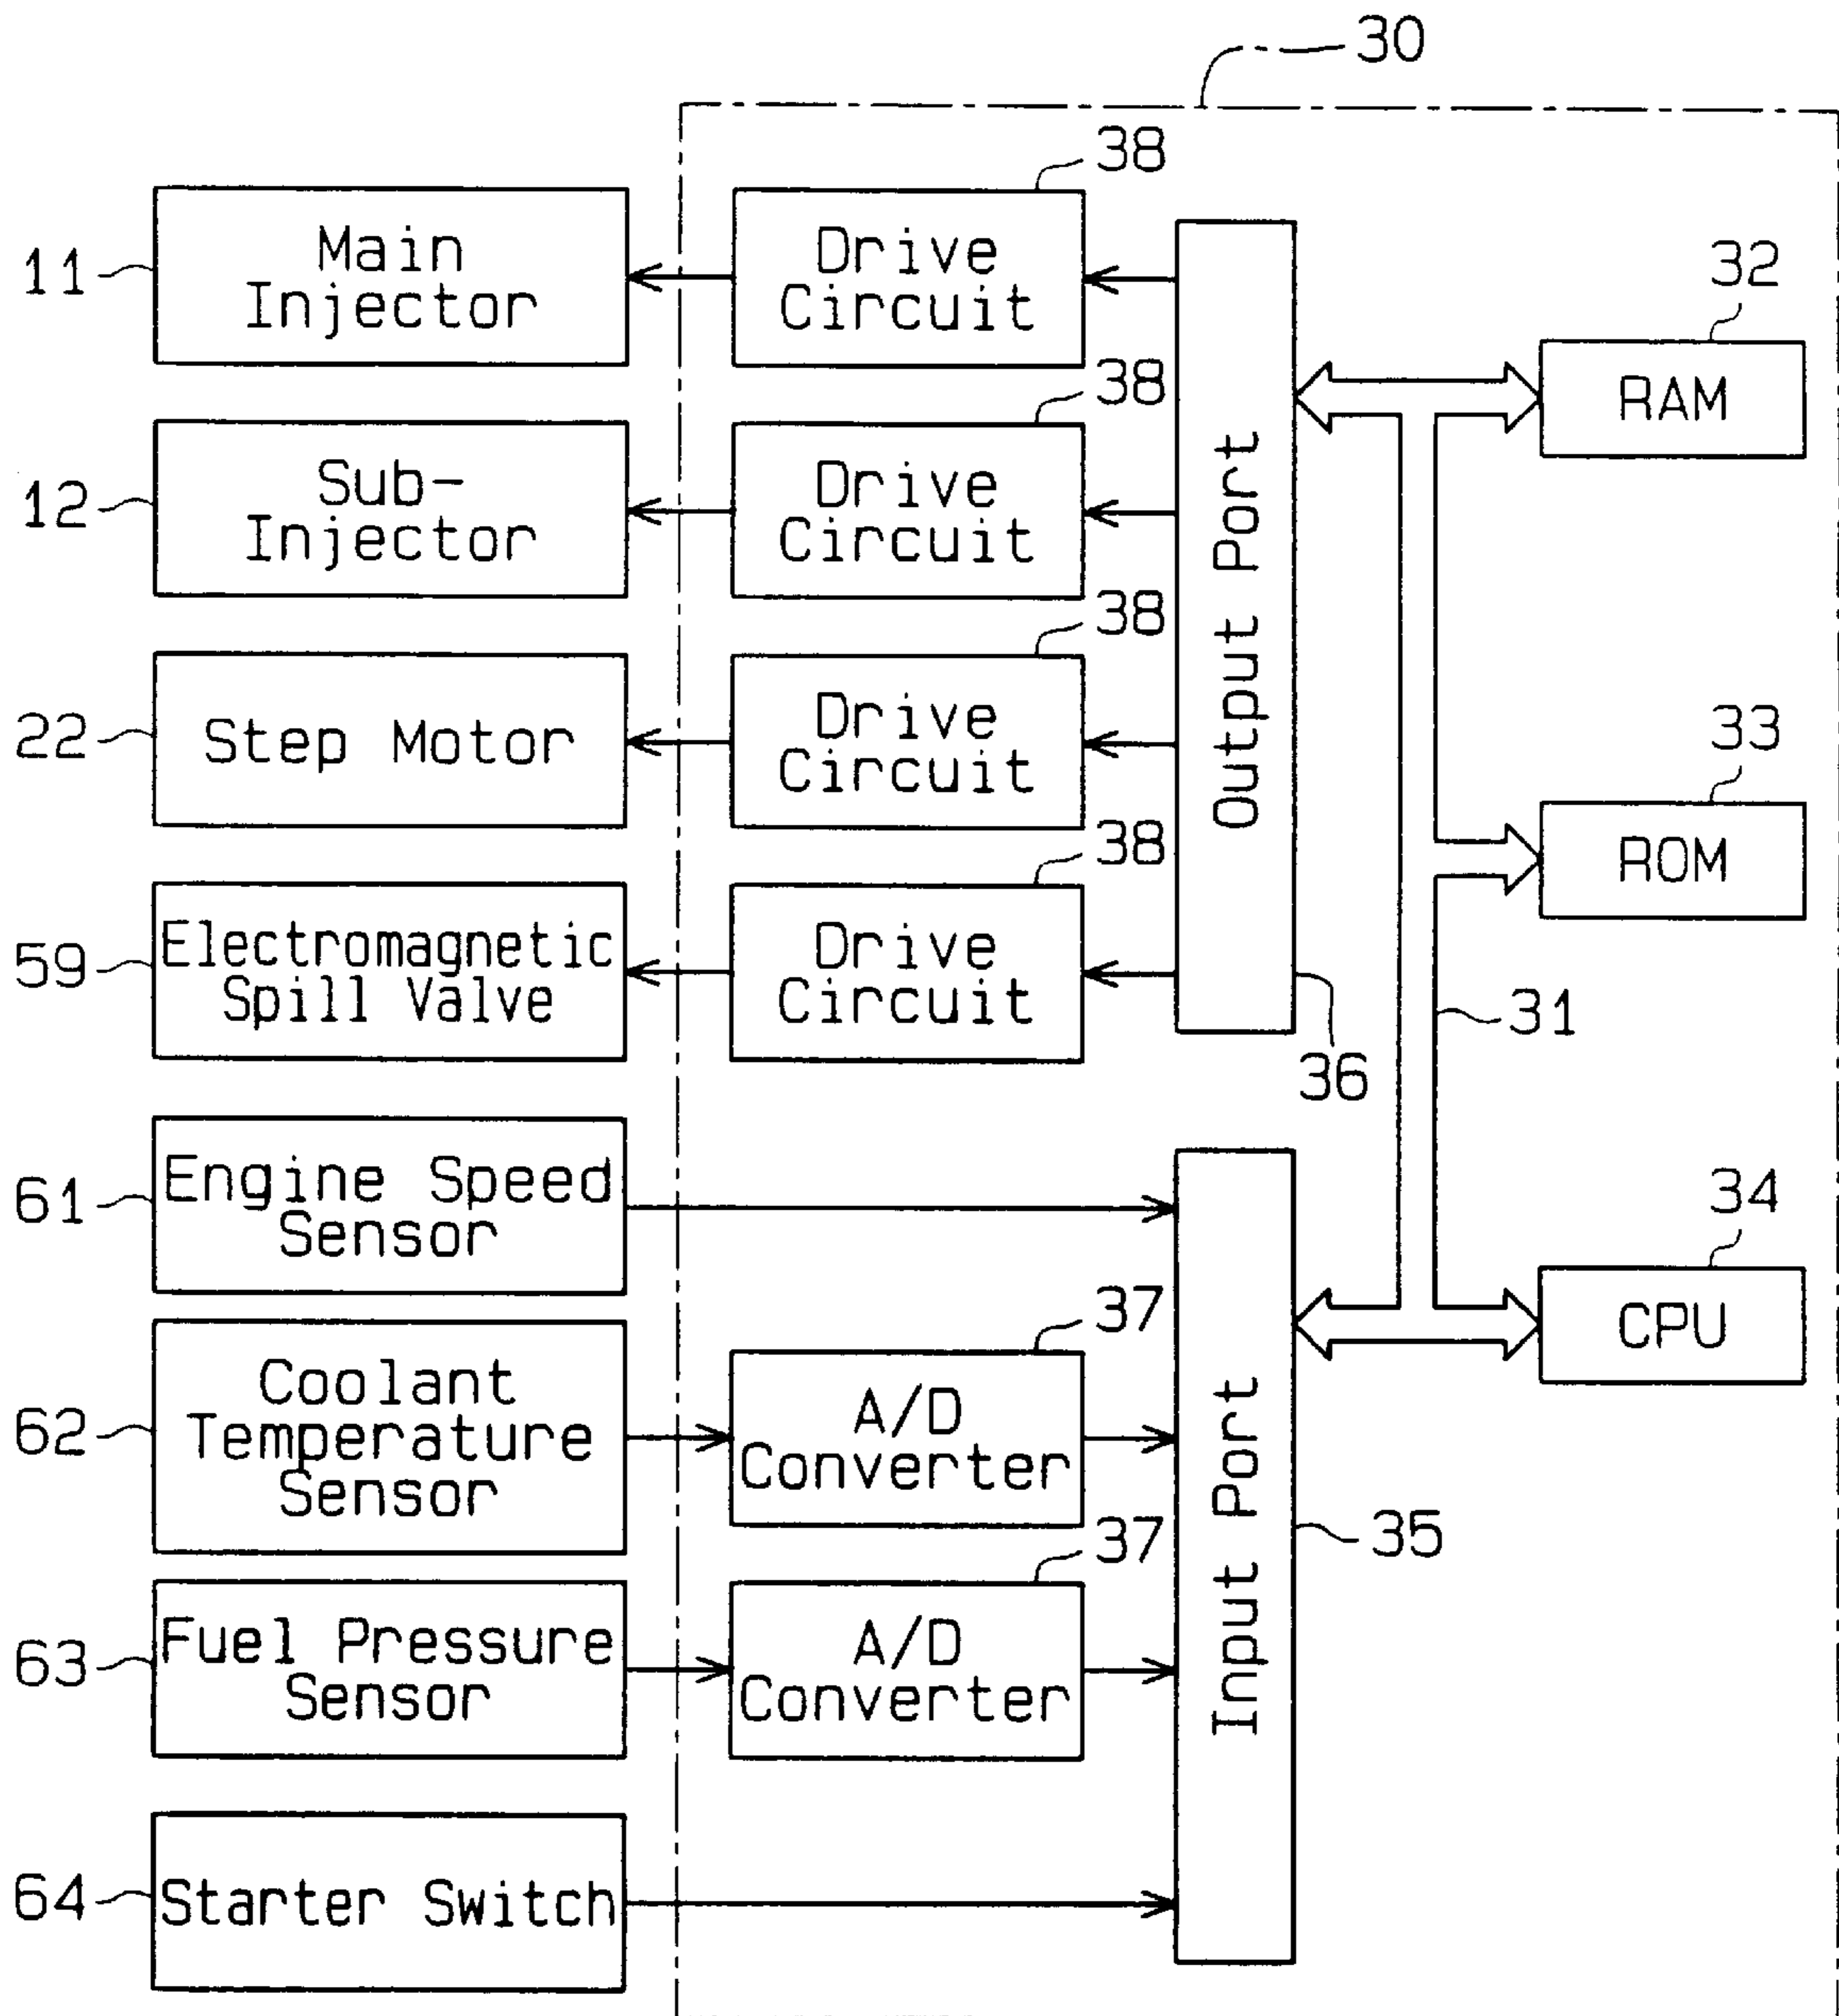 30
38
11
Main
Injector
Drive
Circuit
32
RAM
38
12
Sub-
Injector
Drive
Circuit
38
22
Step Motor
Drive
Circuit
Output Port
33
ROM
38
59
Electromagnetic
Spill Valve
Drive
Circuit
31
36
61
Engine Speed
Sensor
34
CPU
37
62
Coolant
Temperature
Sensor
A/D
Converter
Input Port
35
37
63
Fuel Pressure
Sensor
A/D
Converter
64
Starter Switch